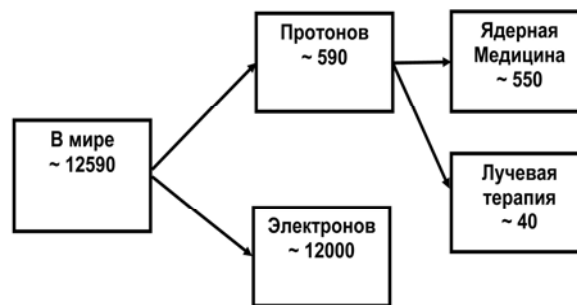 В мире
~ 12590
Протонов
~ 590
Электронов
~ 12000
Ядерная
Медицина
~ 550
Лучевая
терапия
~ 40